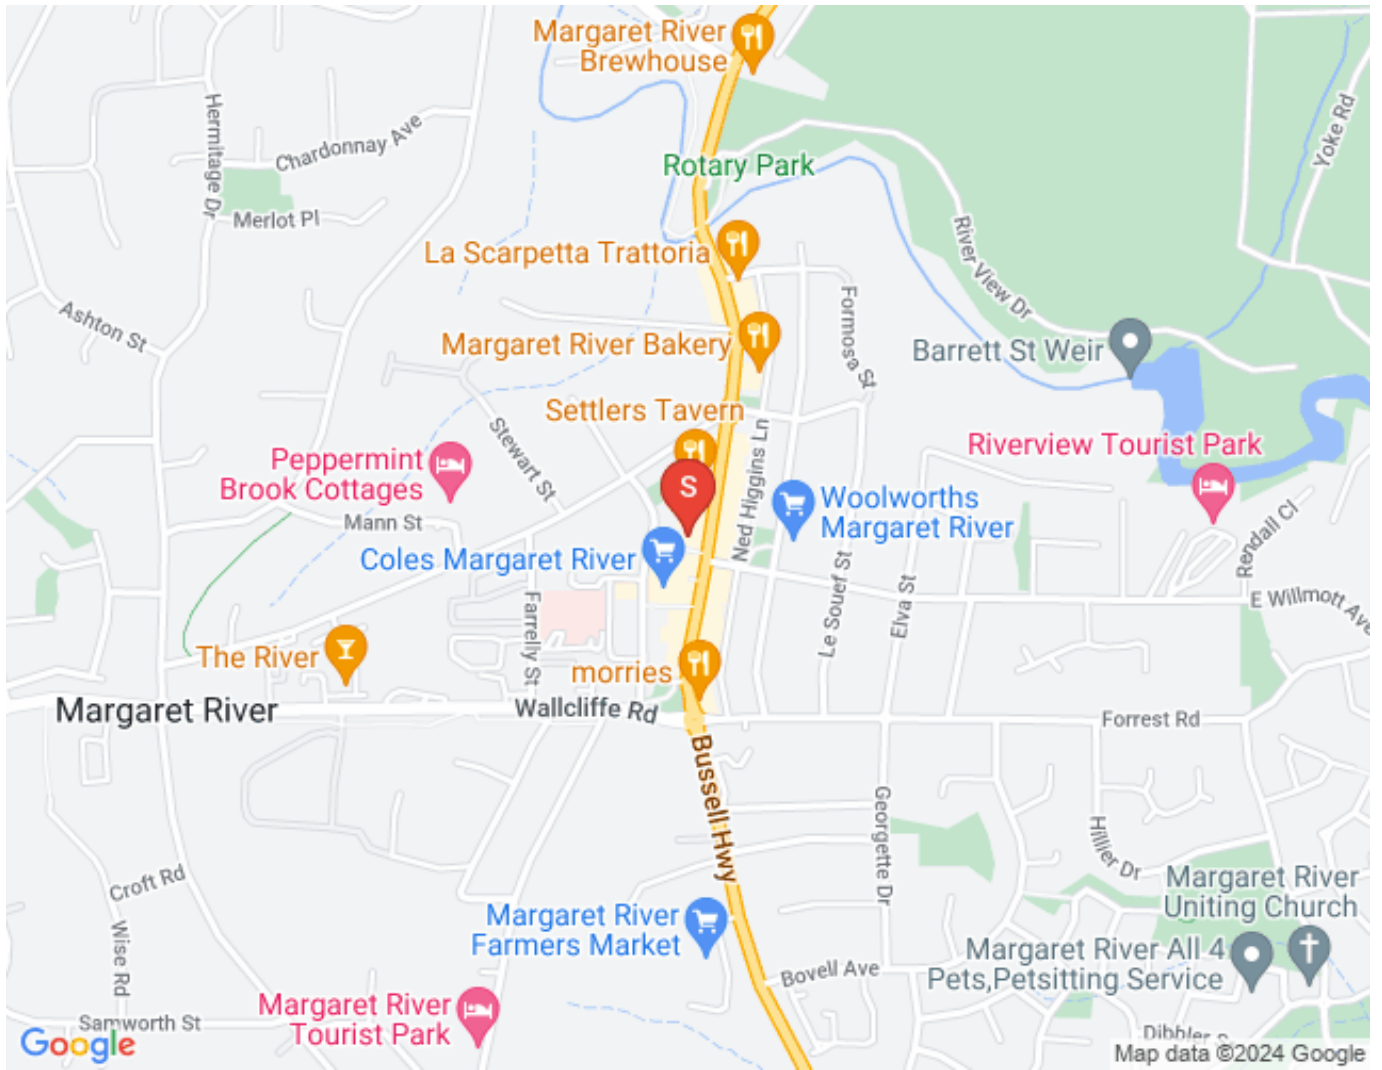 Margaret River
Brewhouse
Hermitage Dr
Chardonnay Ave
Yoke Rd
Rotary Park
Merlot Pl
La Scarpetta Trattoria
River View Dr
Formosa St
Ashton St
Margaret River Bakery
Barrett St Weir
Settlers Tavern
Stewart St
Ned Higgins Ln
Riverview Tourist Park
Peppermint
Brook Cottages
S
Woolworths
Margaret River
Mann St
Rendall Cl
Coles Margaret River
Farrelly St
Le Souef St
Elva St
E Willmott Ave
The River
morries
Margaret River
Wallcliffe Rd
Forrest Rd
Bussell Hwy
Georgette Dr
Hillier Dr
Croft Rd
Margaret River
Uniting Church
Margaret River
Farmers Market
Wise Rd
Margaret River All 4
Pets,Petsitting Service
Bovell Ave
Margaret River
Tourist Park
Samworth St
Google
Map data ©2024 Google